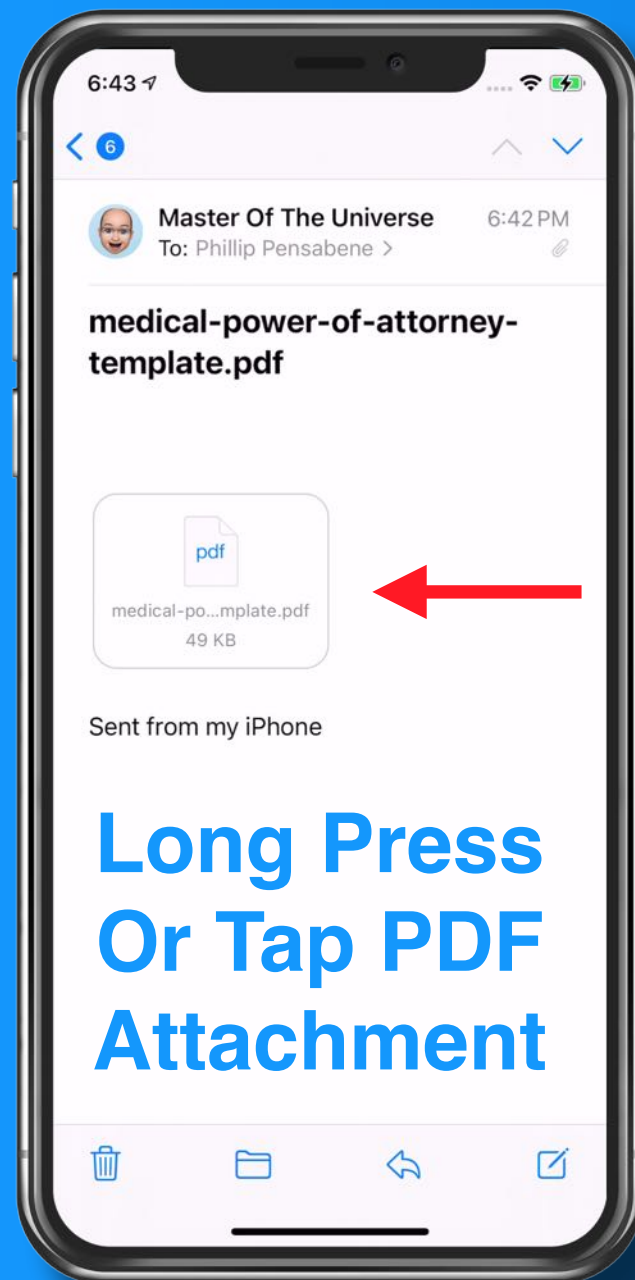 6:43
6
Master Of The Universe 6:42 PM
To: Phillip Pensabene >
medical-power-of-attorney-
template.pdf
pdf
medical-po...mplate.pdf
49 KB
Sent from my iPhone
Long Press
Or Tap PDF
Attachment